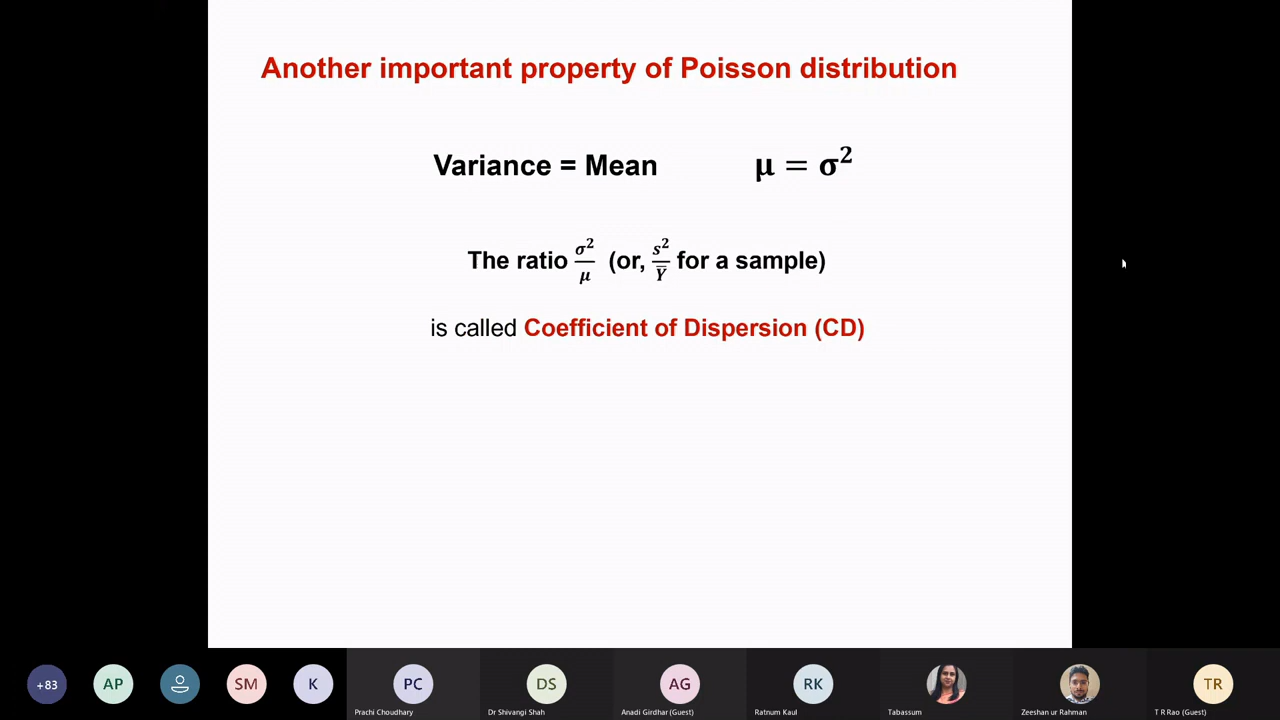 Another important property of Poisson distribution
Variance = Mean μ = σ²
The ratio σ²/μ (or, s²/Ȳ for a sample)
is called Coefficient of Dispersion (CD)
+83 AP SM K PC DS AG RK TR
Prachi Choudhary Dr Shivangi Shah Anadi Girdhar (Guest) Ratnum Kaul Tabassum Zeeshan ur Rahman T R Rao (Guest)